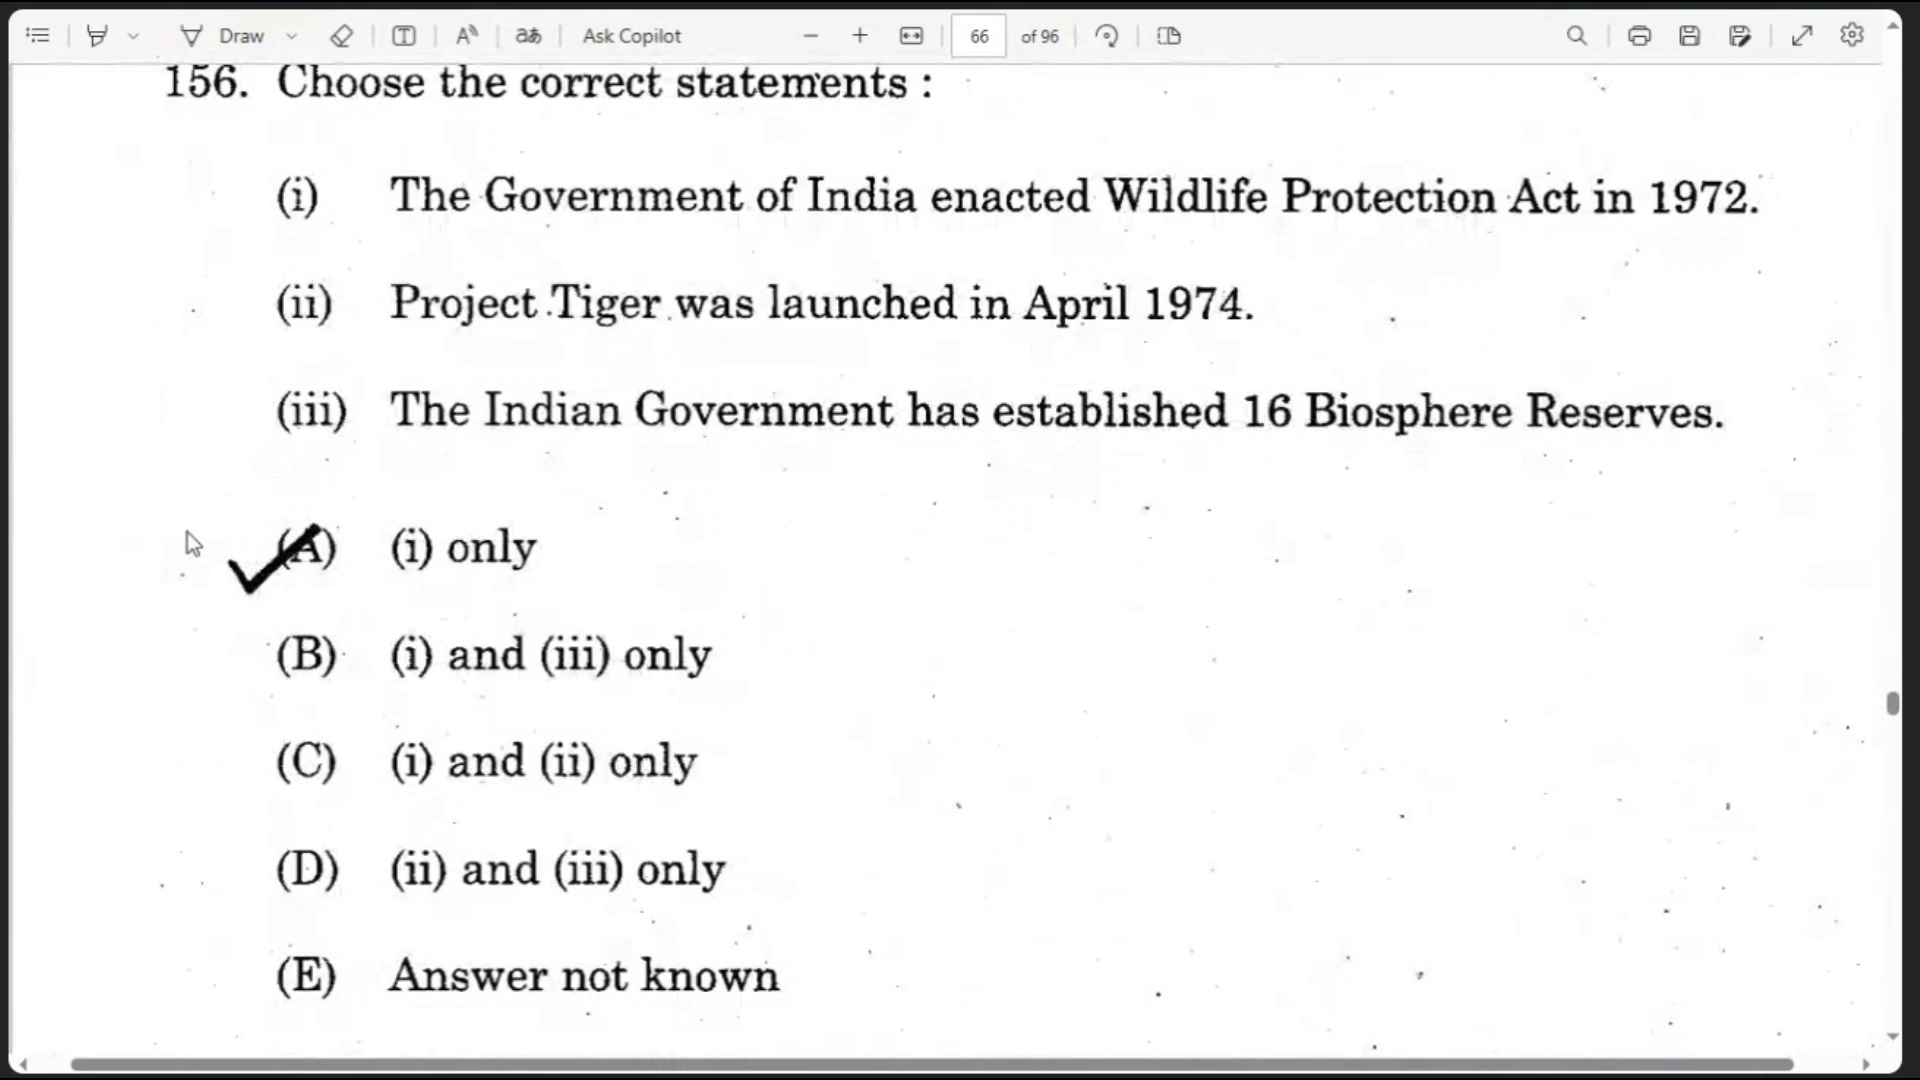 Draw Ask Copilot 66 of 96
156. Choose the correct statements :
(i) The Government of India enacted Wildlife Protection Act in 1972.
(ii) Project Tiger was launched in April 1974.
(iii) The Indian Government has established 16 Biosphere Reserves.
(A) (i) only
(B) (i) and (iii) only
(C) (i) and (ii) only
(D) (ii) and (iii) only
(E) Answer not known